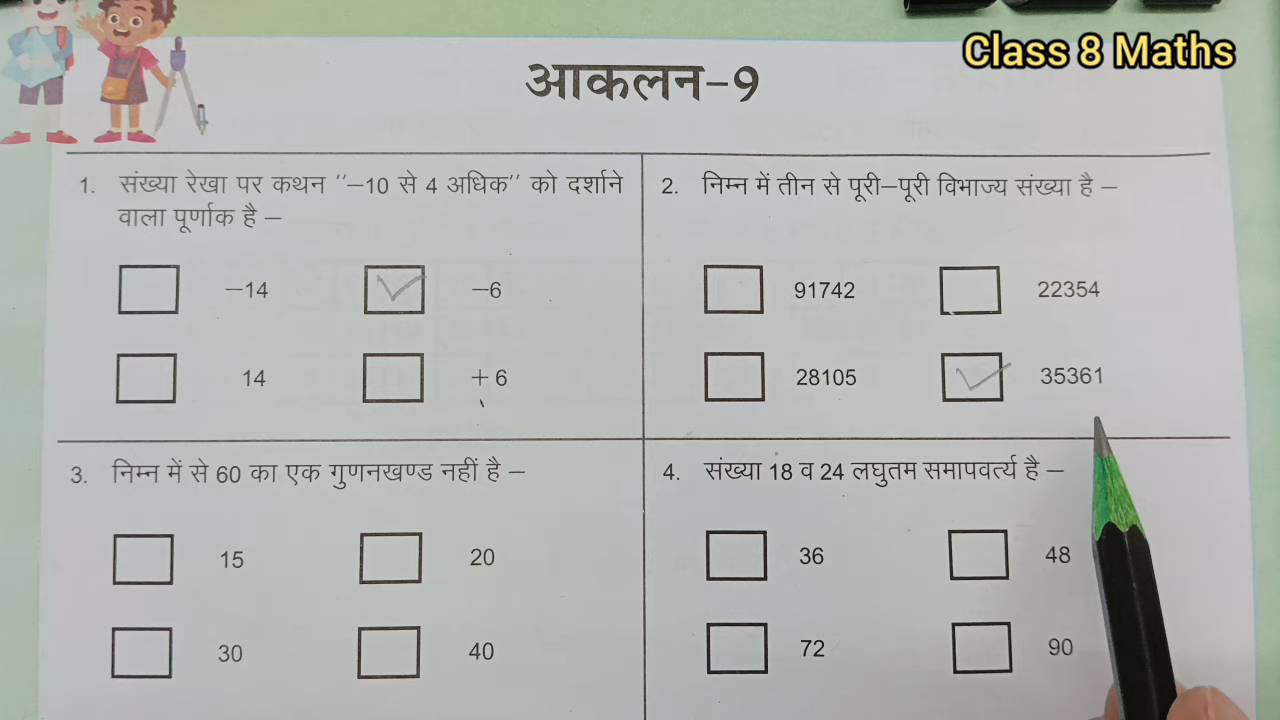 Class 8 Maths
आकलन-9
1. संख्या रेखा पर कथन ''–10 से 4 अधिक'' को दर्शाने
वाला पूर्णाक है –
–14
–6
14
+6
2. निम्न में तीन से पूरी–पूरी विभाज्य संख्या है –
91742
22354
28105
35361
3. निम्न में से 60 का एक गुणनखण्ड नहीं है –
15
20
30
40
4. संख्या 18 व 24 लघुतम समापवर्त्य है –
36
48
72
90